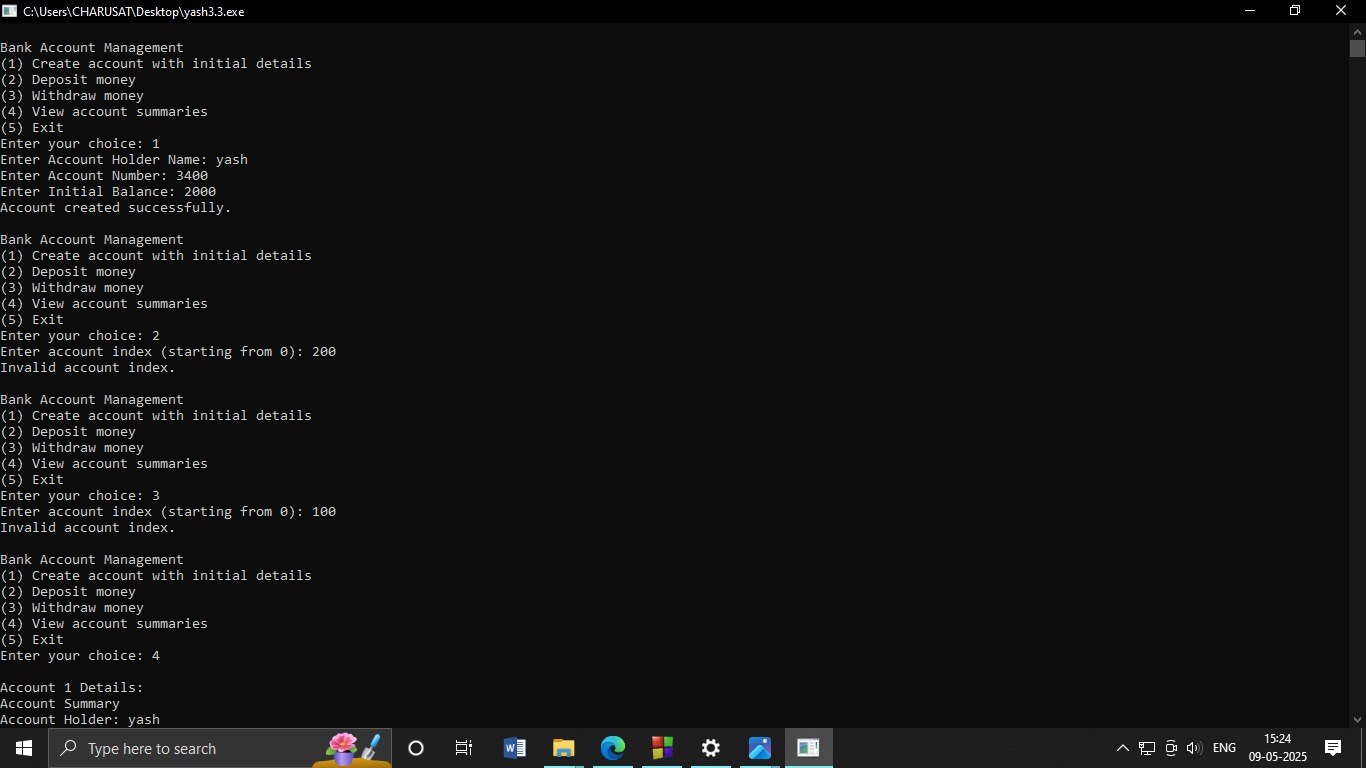 C:\Users\CHARUSAT\Desktop\yash3.3.exe
Bank Account Management
(1) Create account with initial details
(2) Deposit money
(3) Withdraw money
(4) View account summaries
(5) Exit
Enter your choice: 1
Enter Account Holder Name: yash
Enter Account Number: 3400
Enter Initial Balance: 2000
Account created successfully.
Bank Account Management
(1) Create account with initial details
(2) Deposit money
(3) Withdraw money
(4) View account summaries
(5) Exit
Enter your choice: 2
Enter account index (starting from 0): 200
Invalid account index.
Bank Account Management
(1) Create account with initial details
(2) Deposit money
(3) Withdraw money
(4) View account summaries
(5) Exit
Enter your choice: 3
Enter account index (starting from 0): 100
Invalid account index.
Bank Account Management
(1) Create account with initial details
(2) Deposit money
(3) Withdraw money
(4) View account summaries
(5) Exit
Enter your choice: 4
Account 1 Details:
Account Summary
Account Holder: yash
Type here to search
W
ENG
15:24
09-05-2025